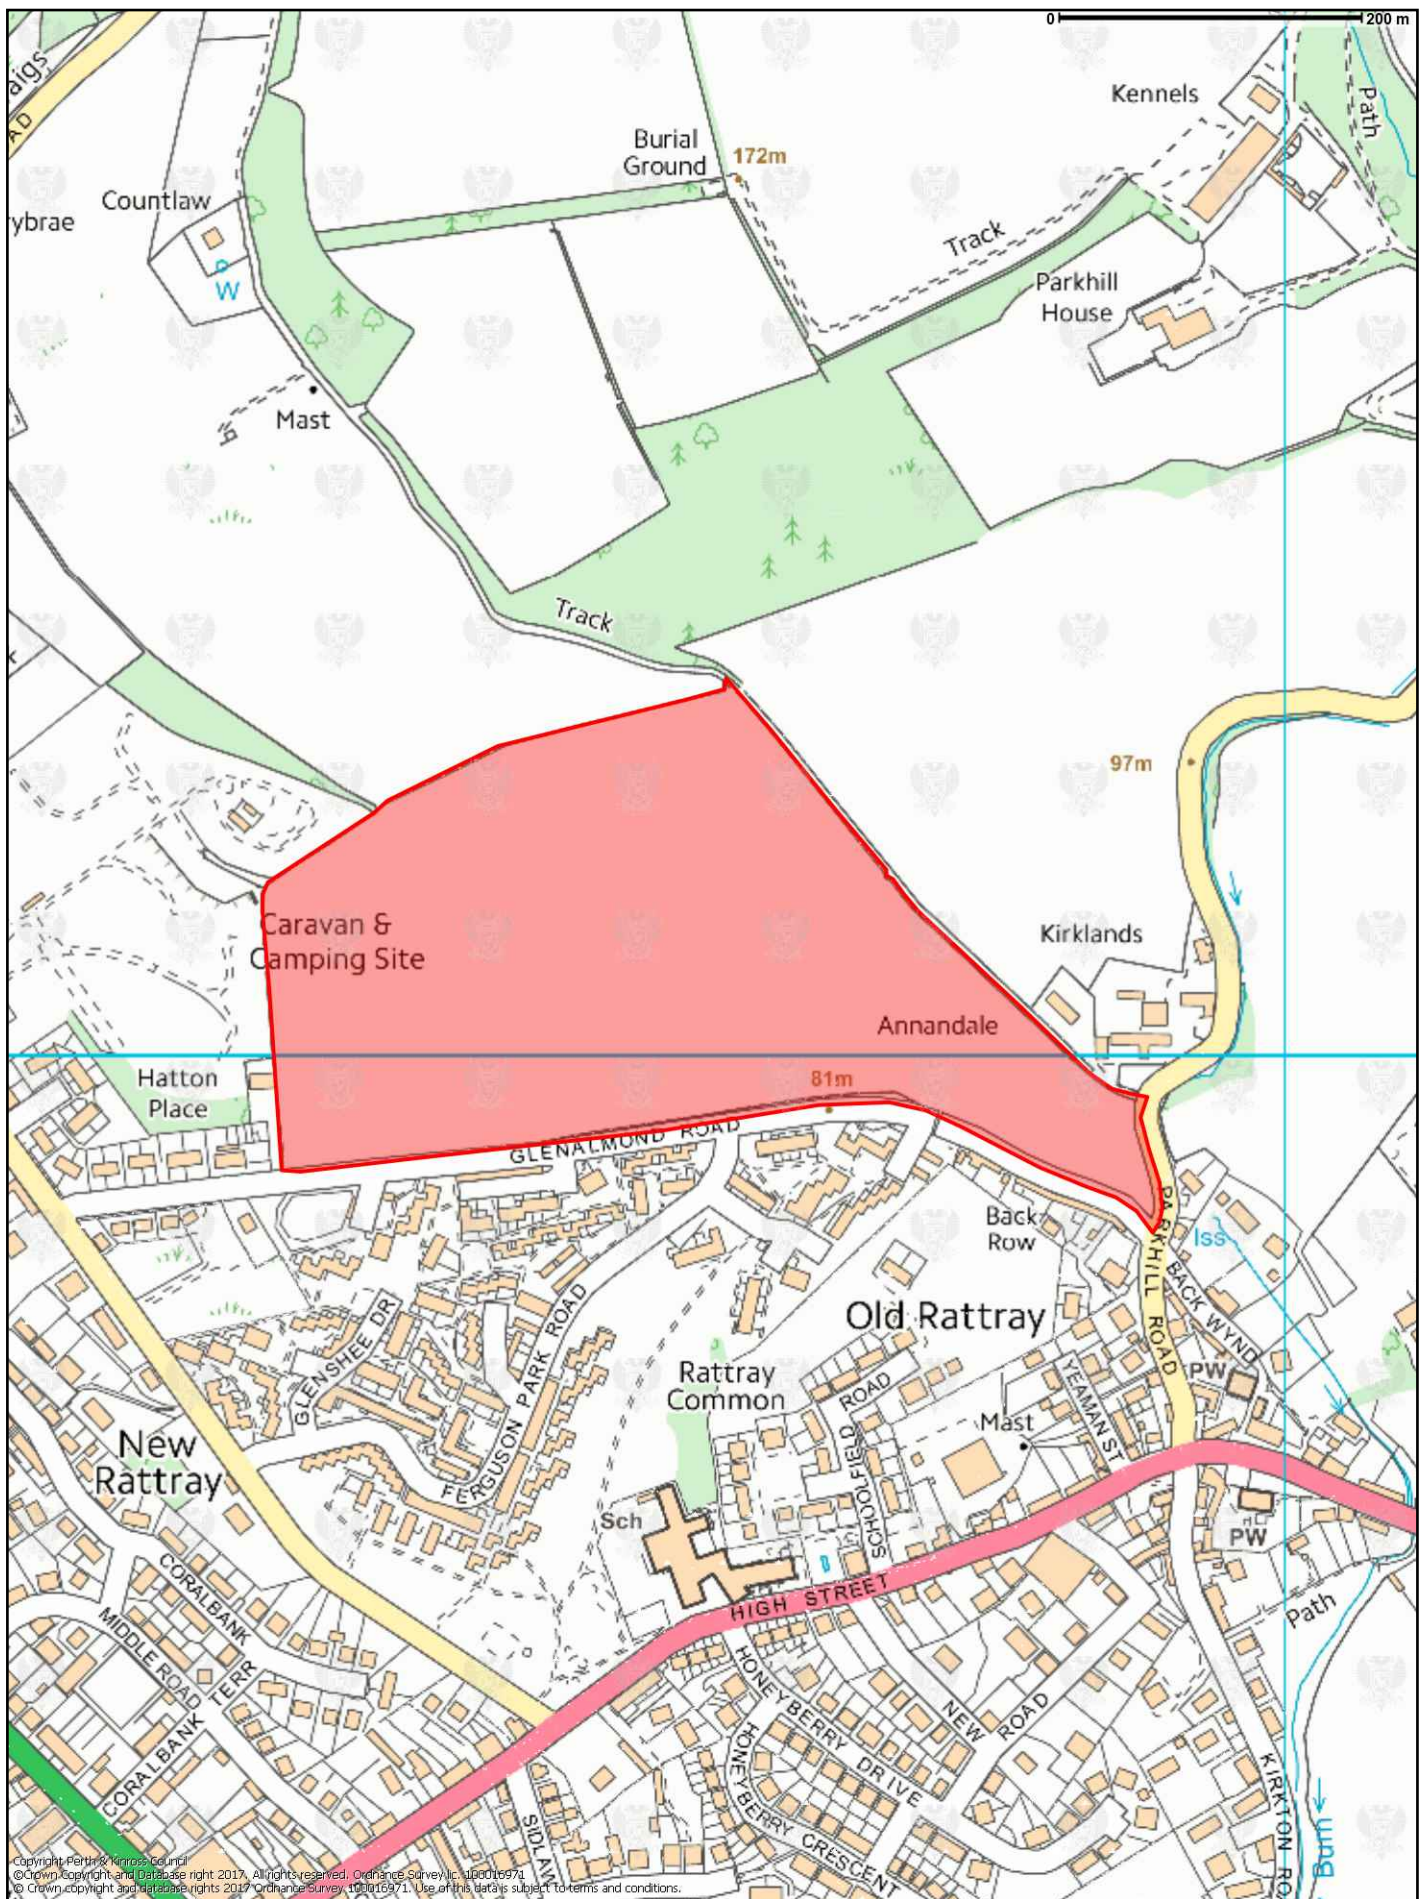 0
200 m
aigs
AD
Kennels
Path
Burial
Ground
172m
Countlaw
ybrae
W
Track
Parkhill
House
Mast
Track
97m
Caravan &
Camping Site
Kirklands
Annandale
Hatton
Place
81m
GLENALMOND ROAD
Back
Row
PARKHILL ROAD
Iss
BACK WYND
Old Rattray
GLENSHEE DR
FERGUSON PARK ROAD
Rattray
Common
SCHOOLFIELD ROAD
YEAMAN ST
PW
Mast
New
Rattray
Sch
PW
CORALBANK TERR
MIDDLE ROAD
HIGH STREET
Path
CORALBANK
HONEYBERRY DRIVE
NEW ROAD
HONEYBERRY CRESCENT
SIDLAW
KIRKTON RO
Burn
Copyright Perth & Kinross Council
©Crown Copyright and Database right 2017. All rights reserved. Ordnance Survey lic. 100016971
© Crown copyright and database rights 2017 Ordnance Survey 100016971. Use of this data is subject to terms and conditions.